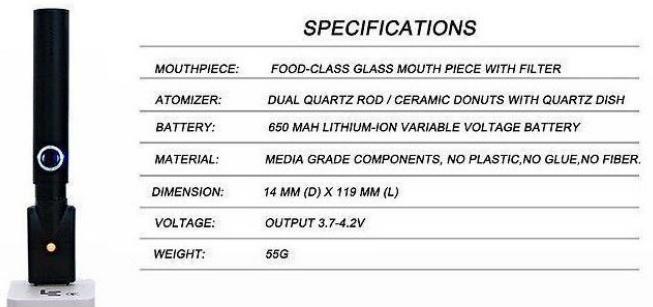 SPECIFICATIONS
MOUTHPIECE: FOOD-CLASS GLASS MOUTH PIECE WITH FILTER
ATOMIZER: DUAL QUARTZ ROD / CERAMIC DONUTS WITH QUARTZ DISH
BATTERY: 650 MAH LITHIUM-ION VARIABLE VOLTAGE BATTERY
MATERIAL: MEDIA GRADE COMPONENTS, NO PLASTIC,NO GLUE,NO FIBER.
DIMENSION: 14 MM (D) X 119 MM (L)
VOLTAGE: OUTPUT 3.7-4.2V
WEIGHT: 55G